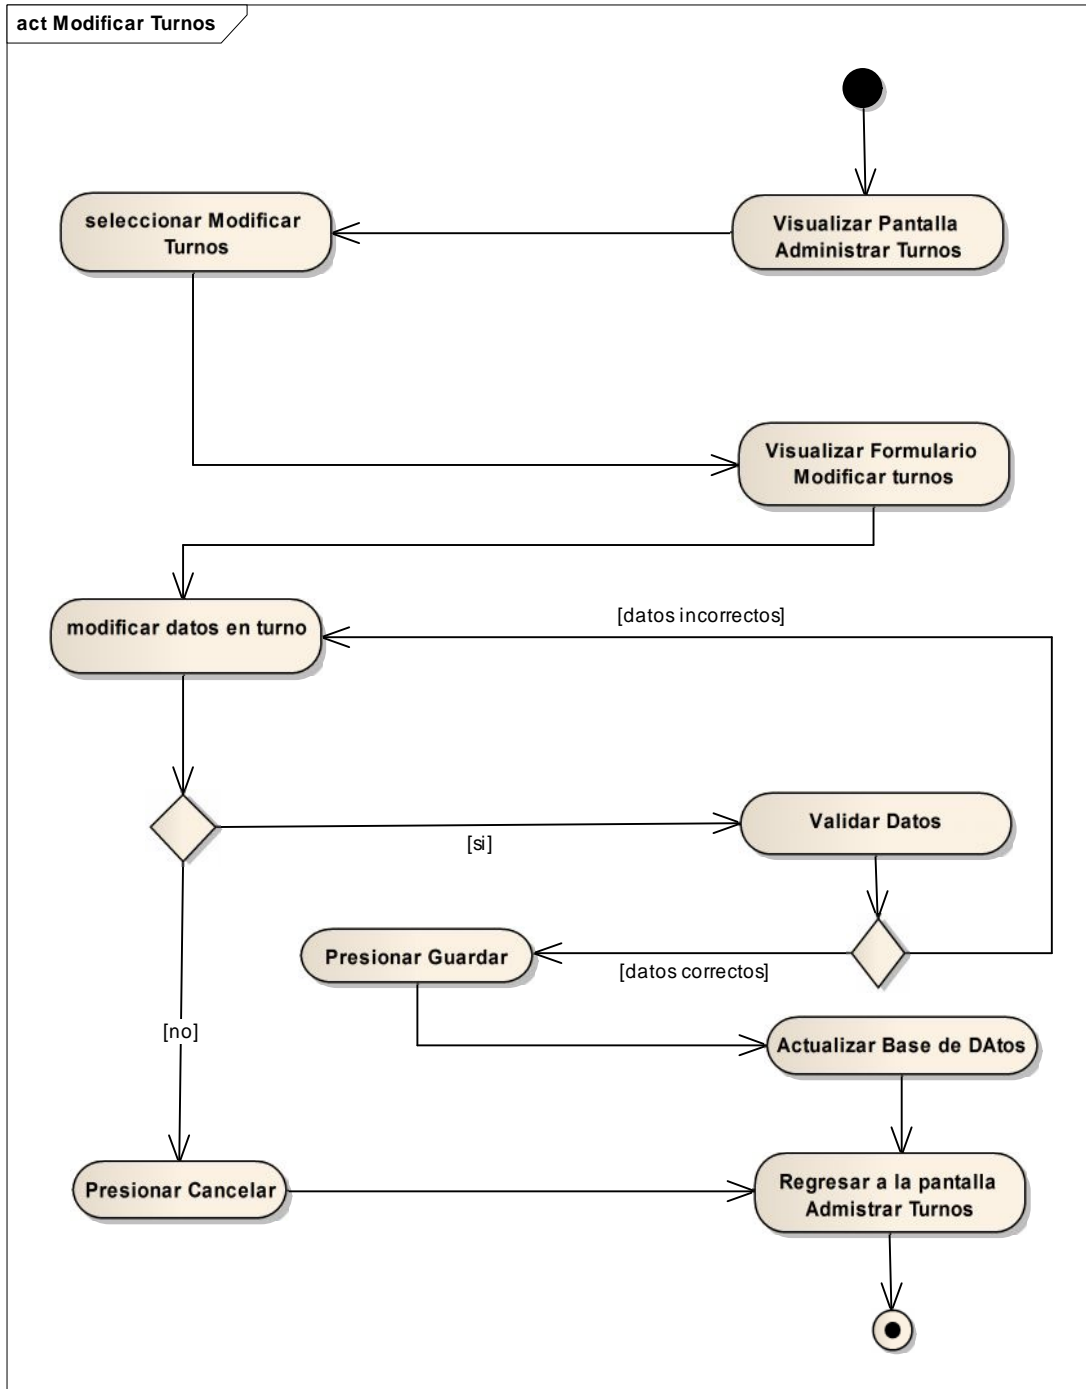 act Modificar Turnos
seleccionar Modificar
Turnos
Visualizar Pantalla
Administrar Turnos
Visualizar Formulario
Modificar turnos
modificar datos en turno
[datos incorrectos]
Validar Datos
[si]
Presionar Guardar
[datos correctos]
[no]
Actualizar Base de DAtos
Presionar Cancelar
Regresar a la pantalla
Admistrar Turnos